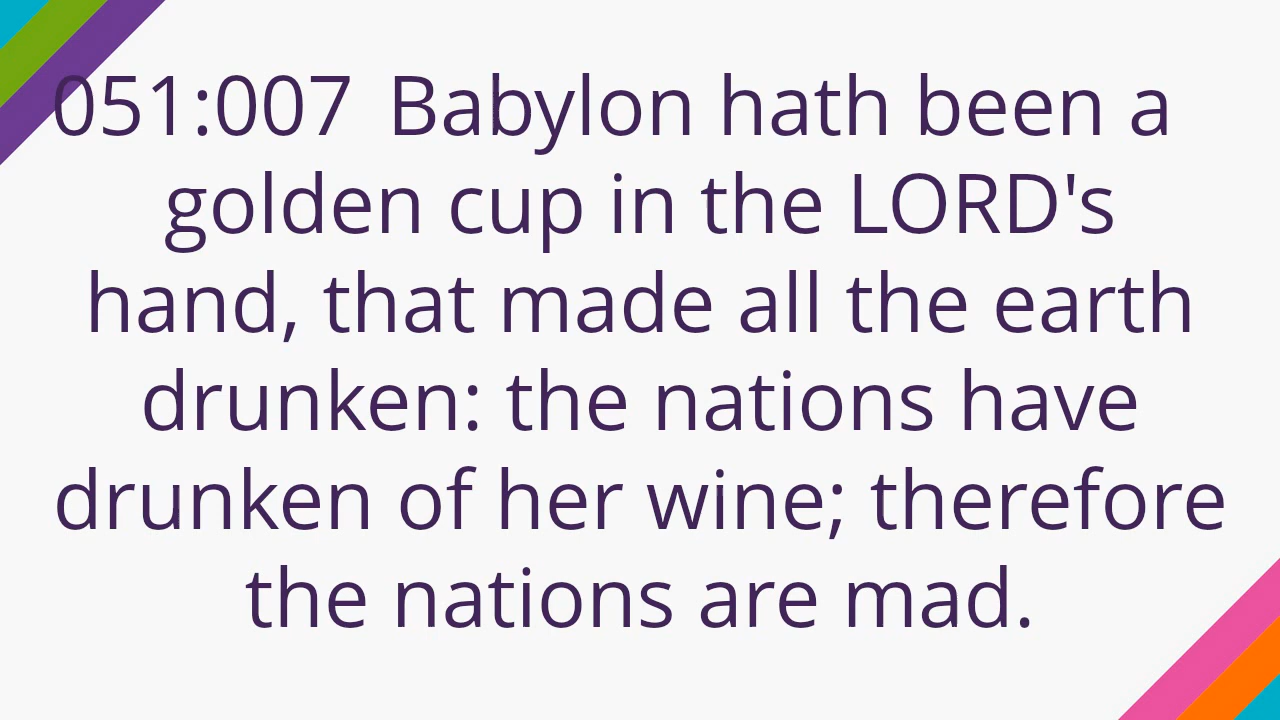 051:007 Babylon hath been a
golden cup in the LORD's
hand, that made all the earth
drunken: the nations have
drunken of her wine; therefore
the nations are mad.